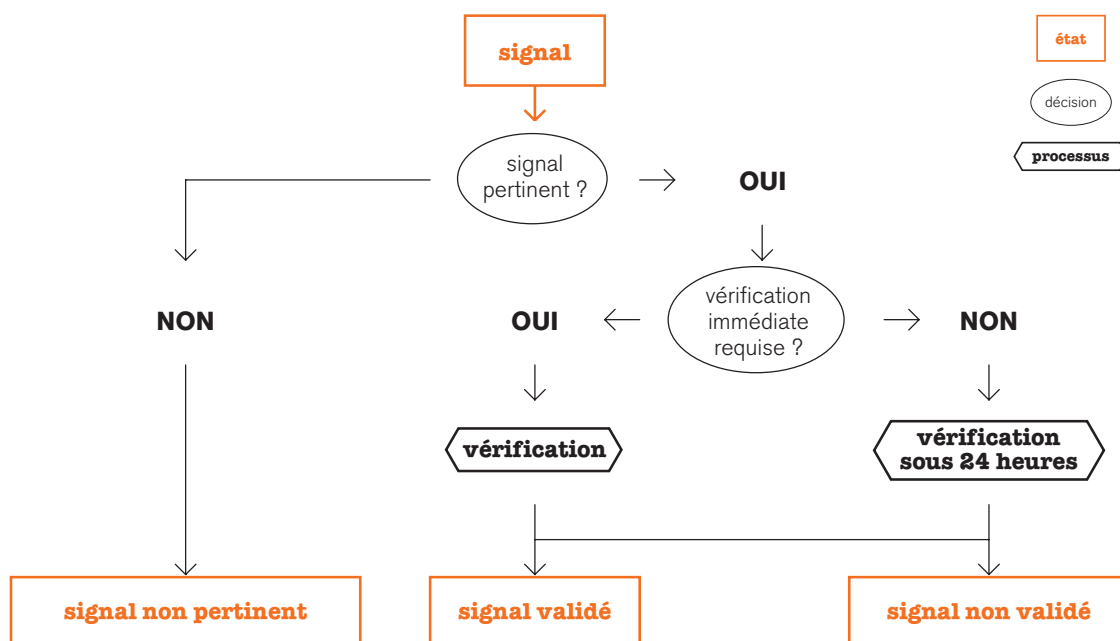 signal
état
décision
processus
signal
pertinent ?
OUI
NON
OUI
vérification
immédiate
requise ?
NON
vérification
vérification
sous 24 heures
signal non pertinent
signal validé
signal non validé